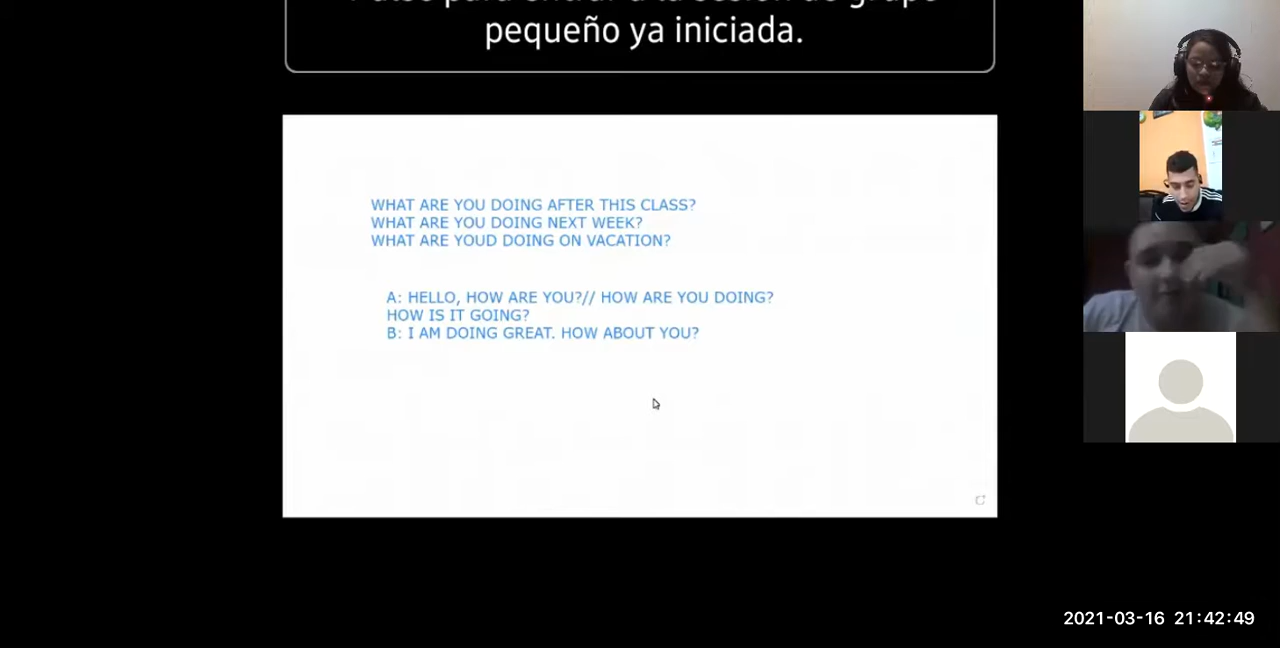 pequeño ya iniciada.
WHAT ARE YOU DOING AFTER THIS CLASS?
WHAT ARE YOU DOING NEXT WEEK?
WHAT ARE YOUD DOING ON VACATION?
A: HELLO, HOW ARE YOU?// HOW ARE YOU DOING?
HOW IS IT GOING?
B: I AM DOING GREAT. HOW ABOUT YOU?
2021-03-16 21:42:49